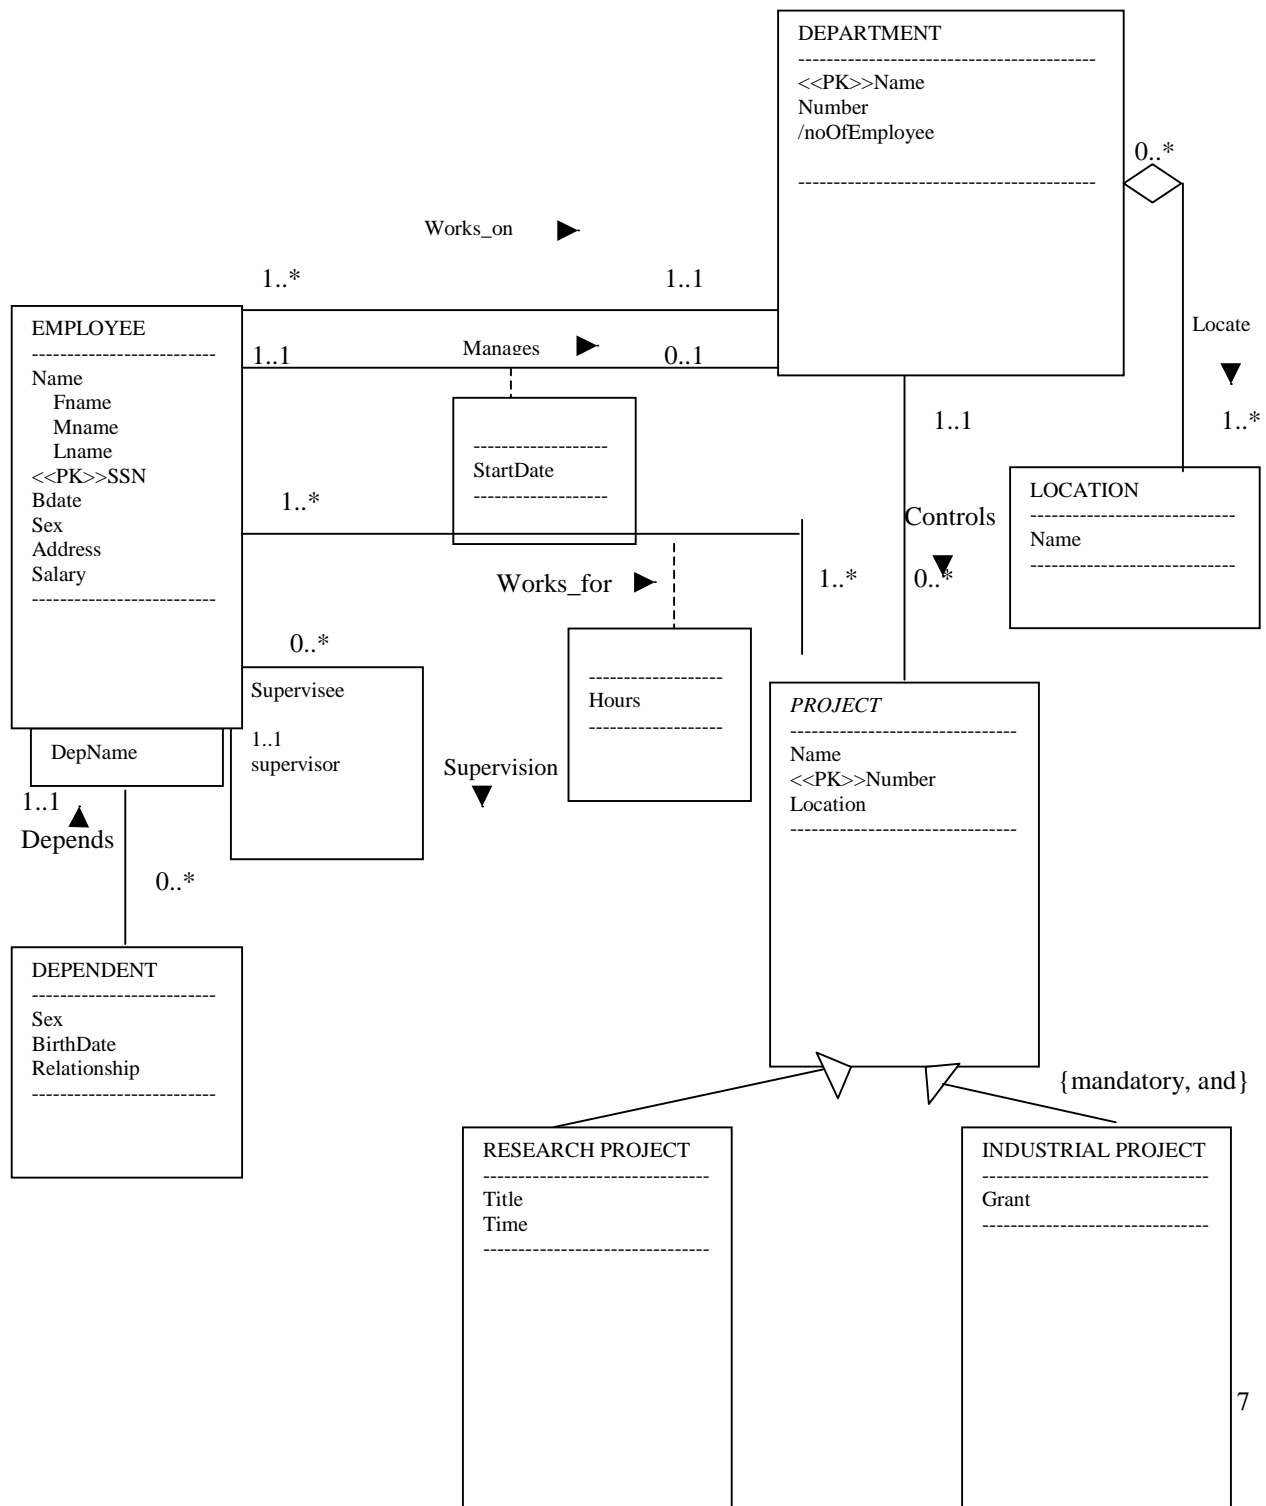 DEPARTMENT
------------------------------------------
<<PK>>Name
Number
/noOfEmployee
------------------------------------------
0..*
Works_on
1..*
1..1
EMPLOYEE
--------------------------
Name
Fname
Mname
Lname
<<PK>>SSN
Bdate
Sex
Address
Salary
--------------------------
1..1
Manages
0..1
Locate
1..*
-------------------
StartDate
-------------------
1..1
LOCATION
-----------------------------
Name
-----------------------------
1..*
Controls
Works_for
1..*
0..*
0..*
Supervisee
1..1
supervisor
-------------------
Hours
-------------------
PROJECT
--------------------------------
Name
<<PK>>Number
Location
--------------------------------
DepName
Supervision
1..1
Depends
0..*
DEPENDENT
--------------------------
Sex
BirthDate
Relationship
--------------------------
{mandatory, and}
RESEARCH PROJECT
--------------------------------
Title
Time
--------------------------------
INDUSTRIAL PROJECT
--------------------------------
Grant
--------------------------------
7